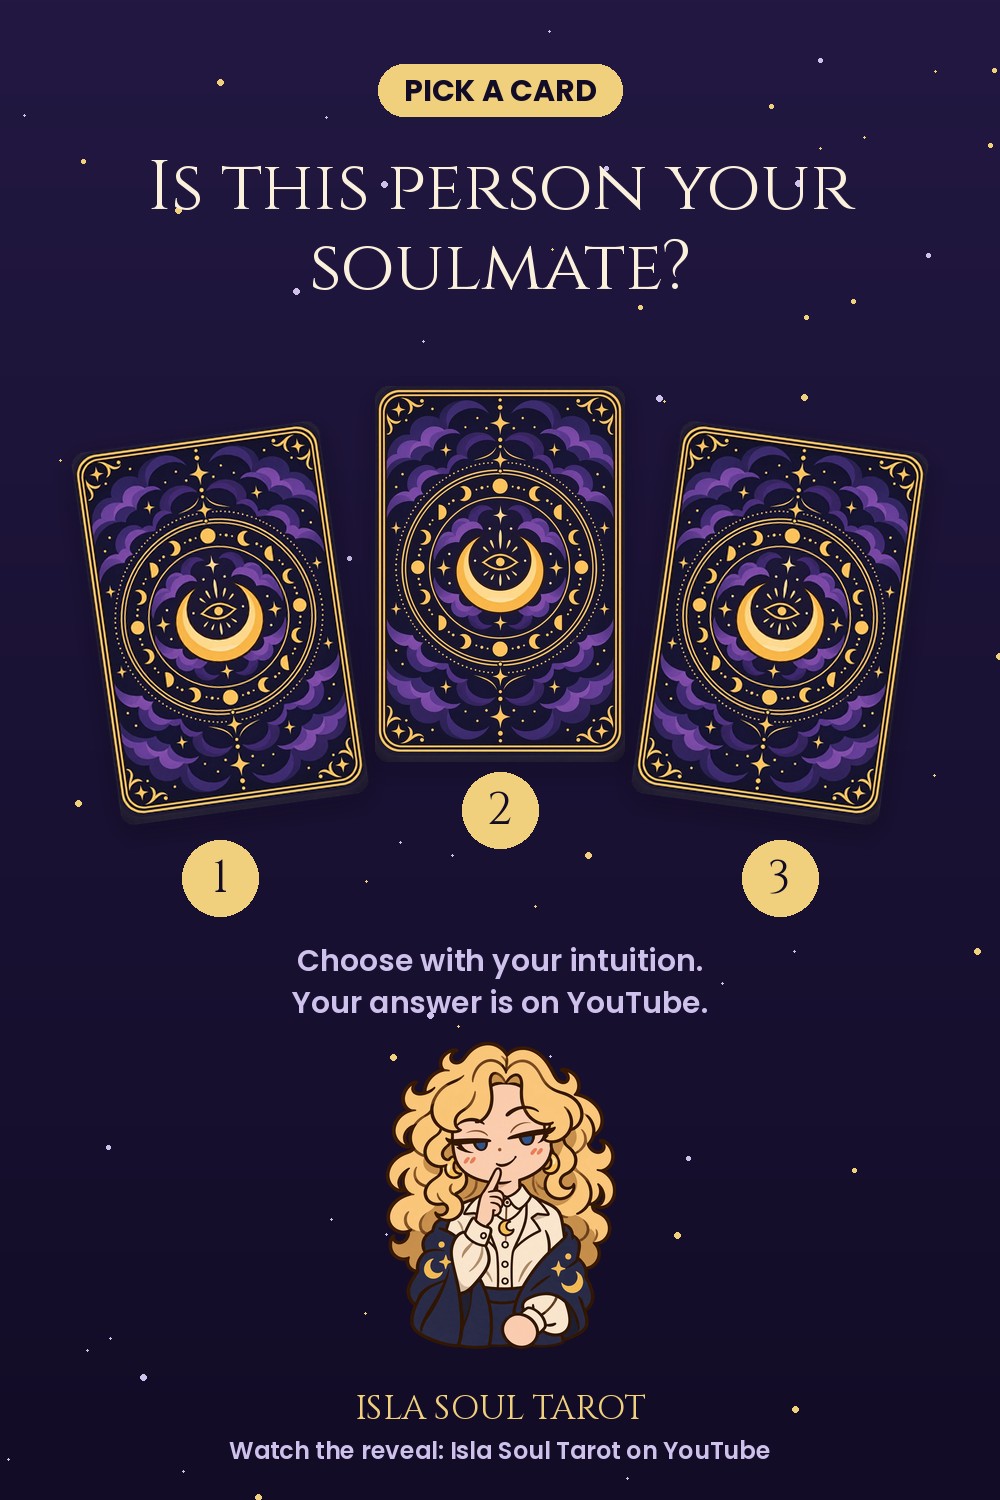 PICK A CARD
Is this person your
soulmate?
2
1
3
Choose with your intuition.
Your answer is on YouTube.
ISLA SOUL TAROT
Watch the reveal: Isla Soul Tarot on YouTube